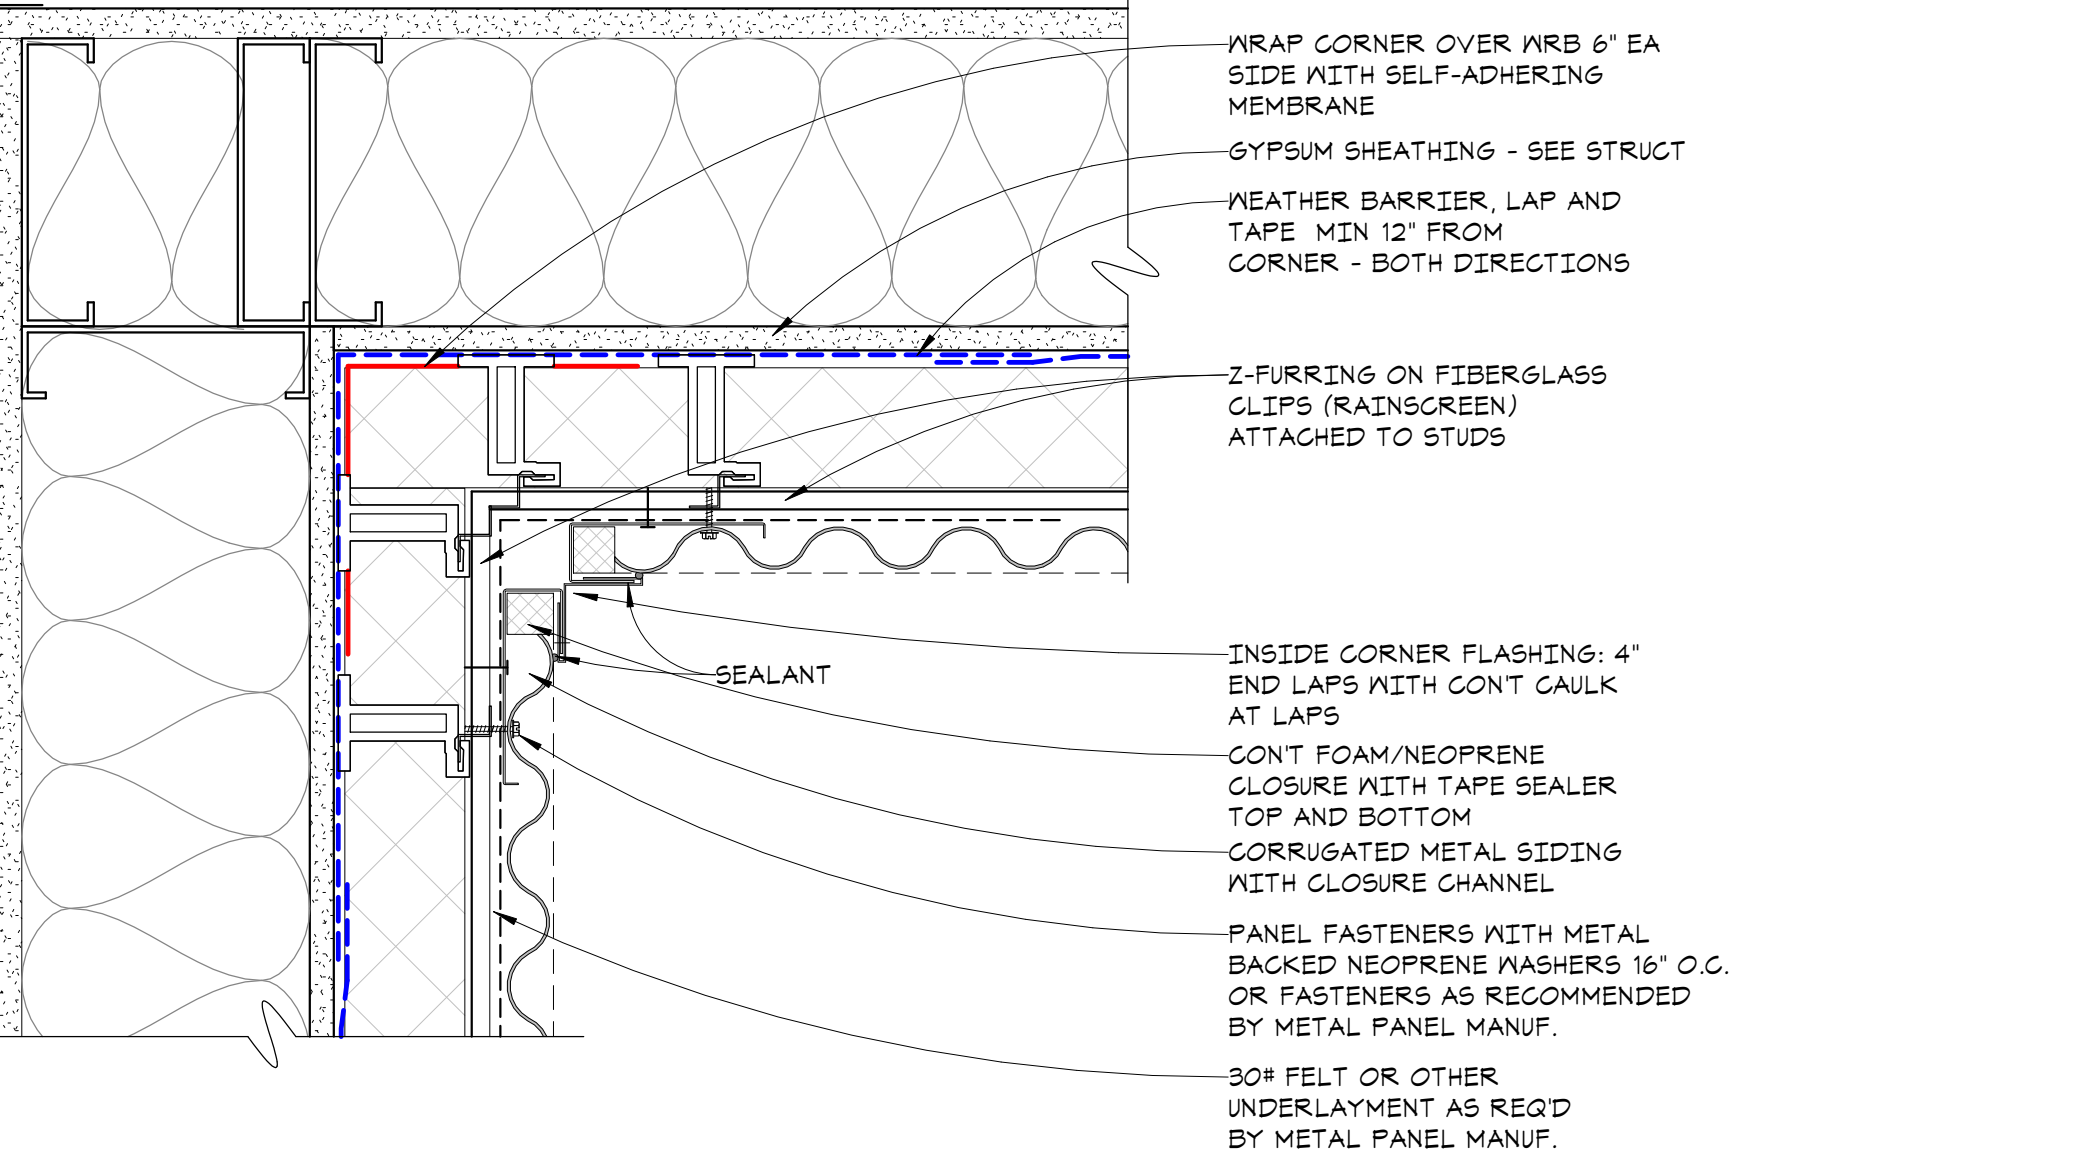 WRAP CORNER OVER WRB 6" EA
SIDE WITH SELF-ADHERING
MEMBRANE
GYPSUM SHEATHING - SEE STRUCT
WEATHER BARRIER, LAP AND
TAPE  MIN 12" FROM
CORNER - BOTH DIRECTIONS
Z-FURRING ON FIBERGLASS
CLIPS (RAINSCREEN)
ATTACHED TO STUDS
SEALANT
INSIDE CORNER FLASHING: 4"
END LAPS WITH CON'T CAULK
AT LAPS
CON'T FOAM/NEOPRENE
CLOSURE WITH TAPE SEALER
TOP AND BOTTOM
CORRUGATED METAL SIDING
WITH CLOSURE CHANNEL
PANEL FASTENERS WITH METAL
BACKED NEOPRENE WASHERS 16" O.C.
OR FASTENERS AS RECOMMENDED
BY METAL PANEL MANUF.
30# FELT OR OTHER
UNDERLAYMENT AS REQ'D
BY METAL PANEL MANUF.